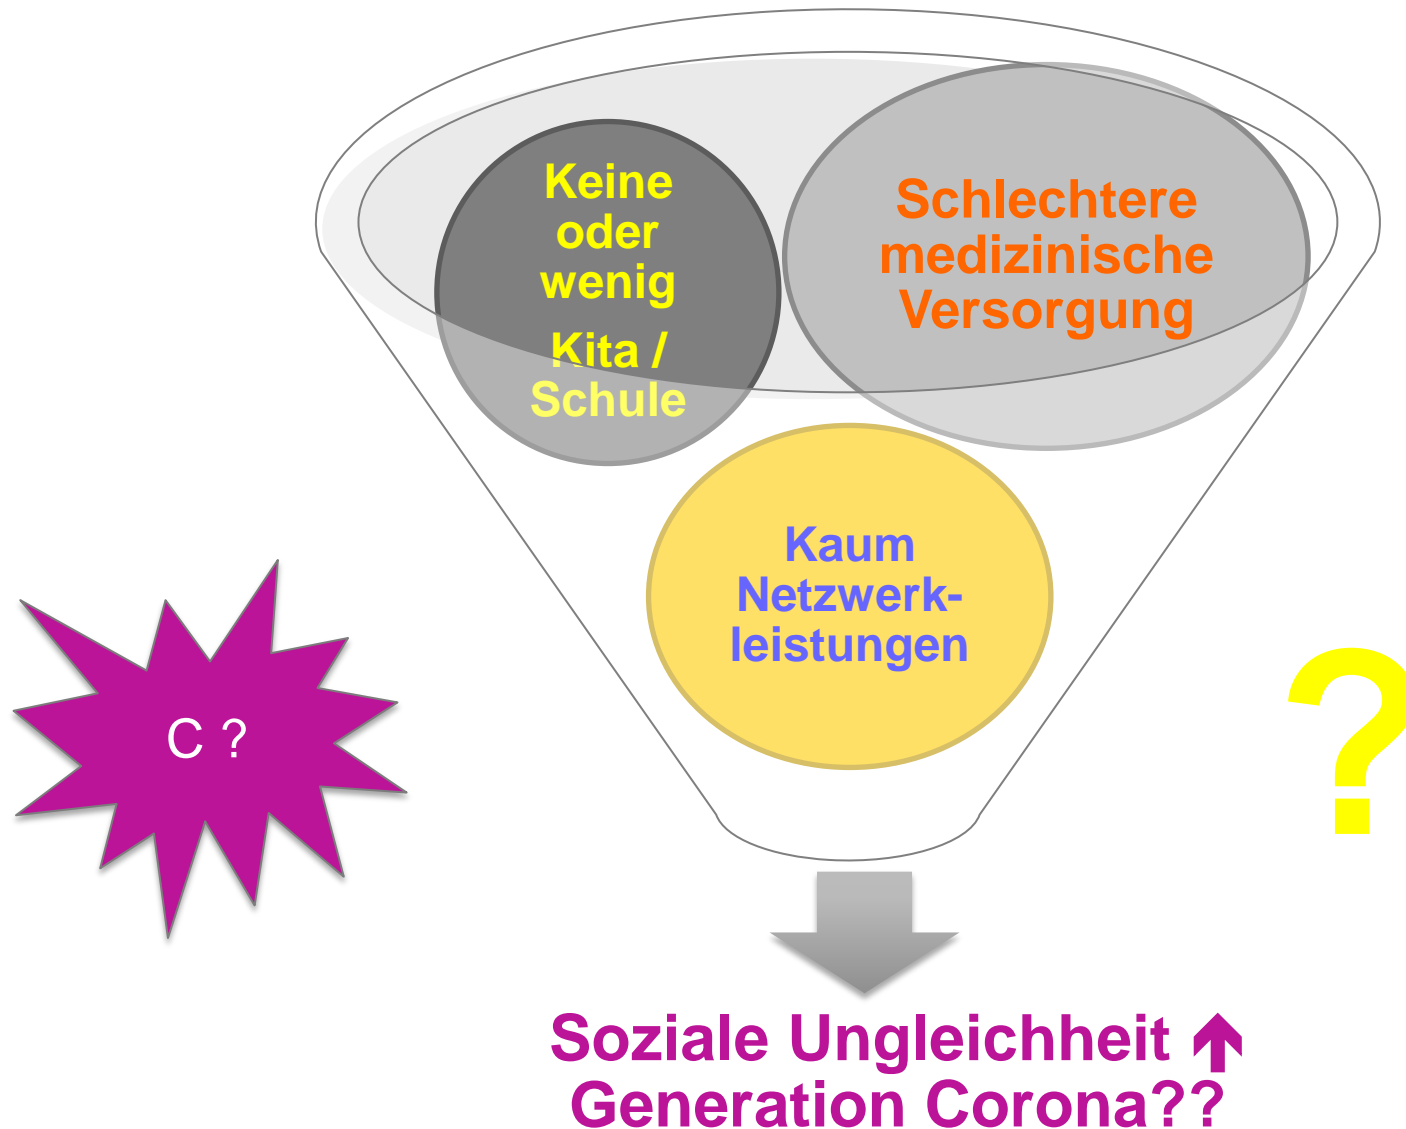 Keine
oder
wenig
Kita /
Schule
Schlechtere
medizinische
Versorgung
Kaum
Netzwerk-
leistungen
C ?
?
Soziale Ungleichheit ↑
Generation Corona??